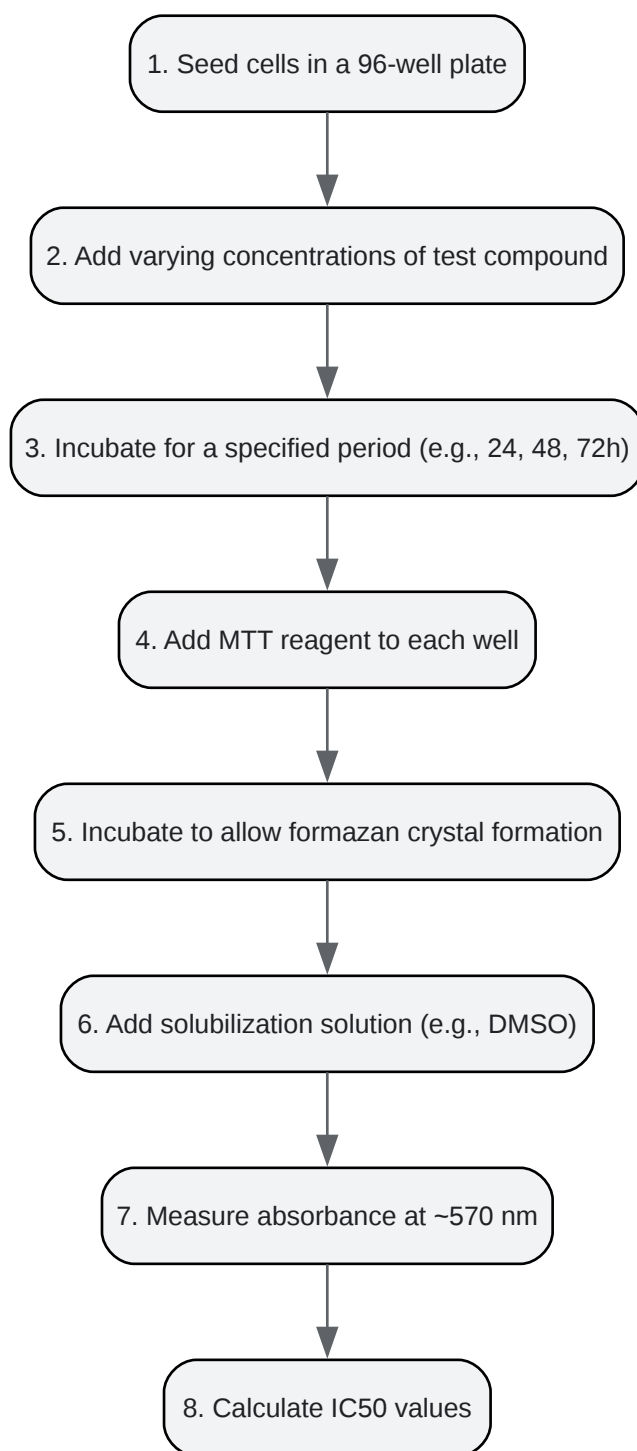 1. Seed cells in a 96-well plate
2. Add varying concentrations of test compound
3. Incubate for a specified period (e.g., 24, 48, 72h)
4. Add MTT reagent to each well
5. Incubate to allow formazan crystal formation
6. Add solubilization solution (e.g., DMSO)
7. Measure absorbance at ~570 nm
8. Calculate IC50 values